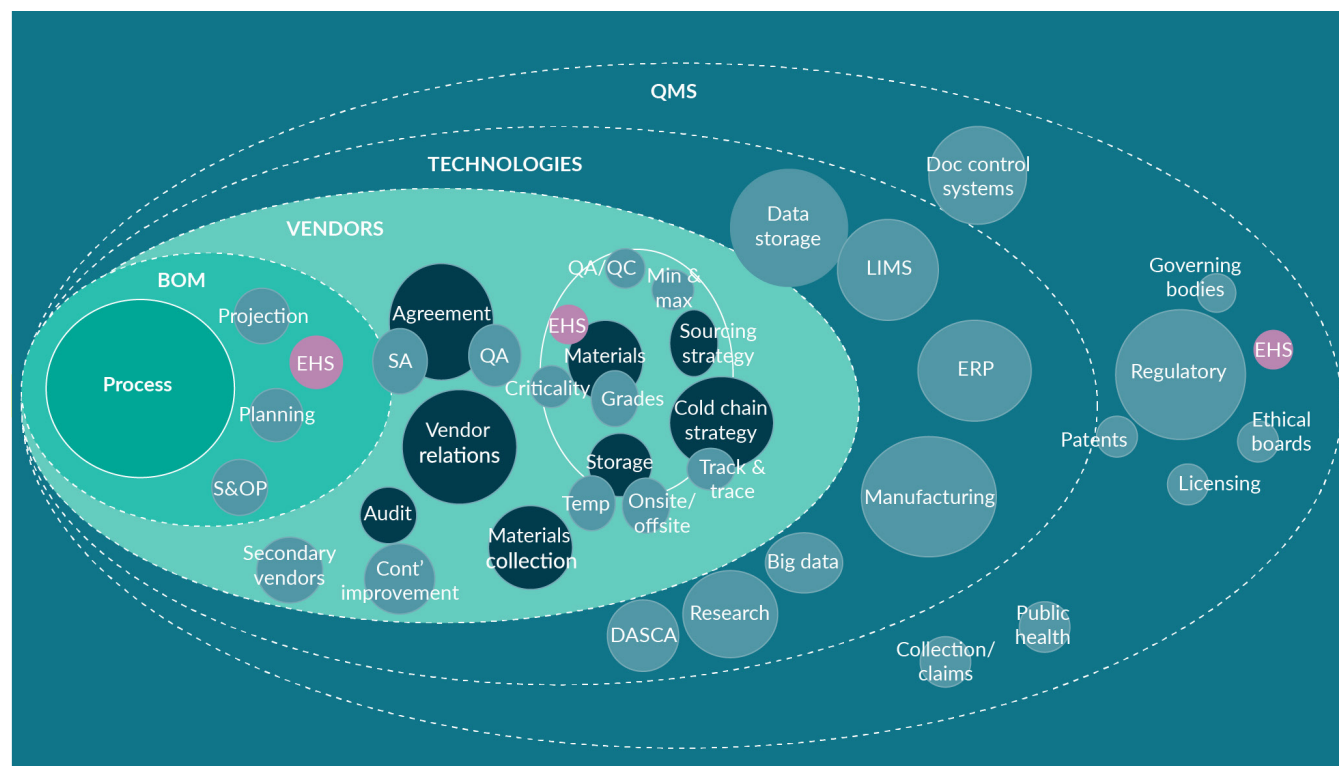 QMS
TECHNOLOGIES
VENDORS
BOM
Process
Projection
EHS
Planning
S&OP
Agreement
SA
QA
Vendor
relations
Audit
Secondary
vendors
Cont'
improvement
Materials
collection
QA/QC
Min &
max
EHS
Materials
Sourcing
strategy
Criticality
Grades
Cold chain
strategy
Storage
Track &
trace
Temp
Onsite/
offsite
Data
storage
LIMS
Doc control
systems
ERP
Manufacturing
Big data
Research
DASCA
Governing
bodies
Regulatory
EHS
Patents
Ethical
boards
Licensing
Public
health
Collection/
claims